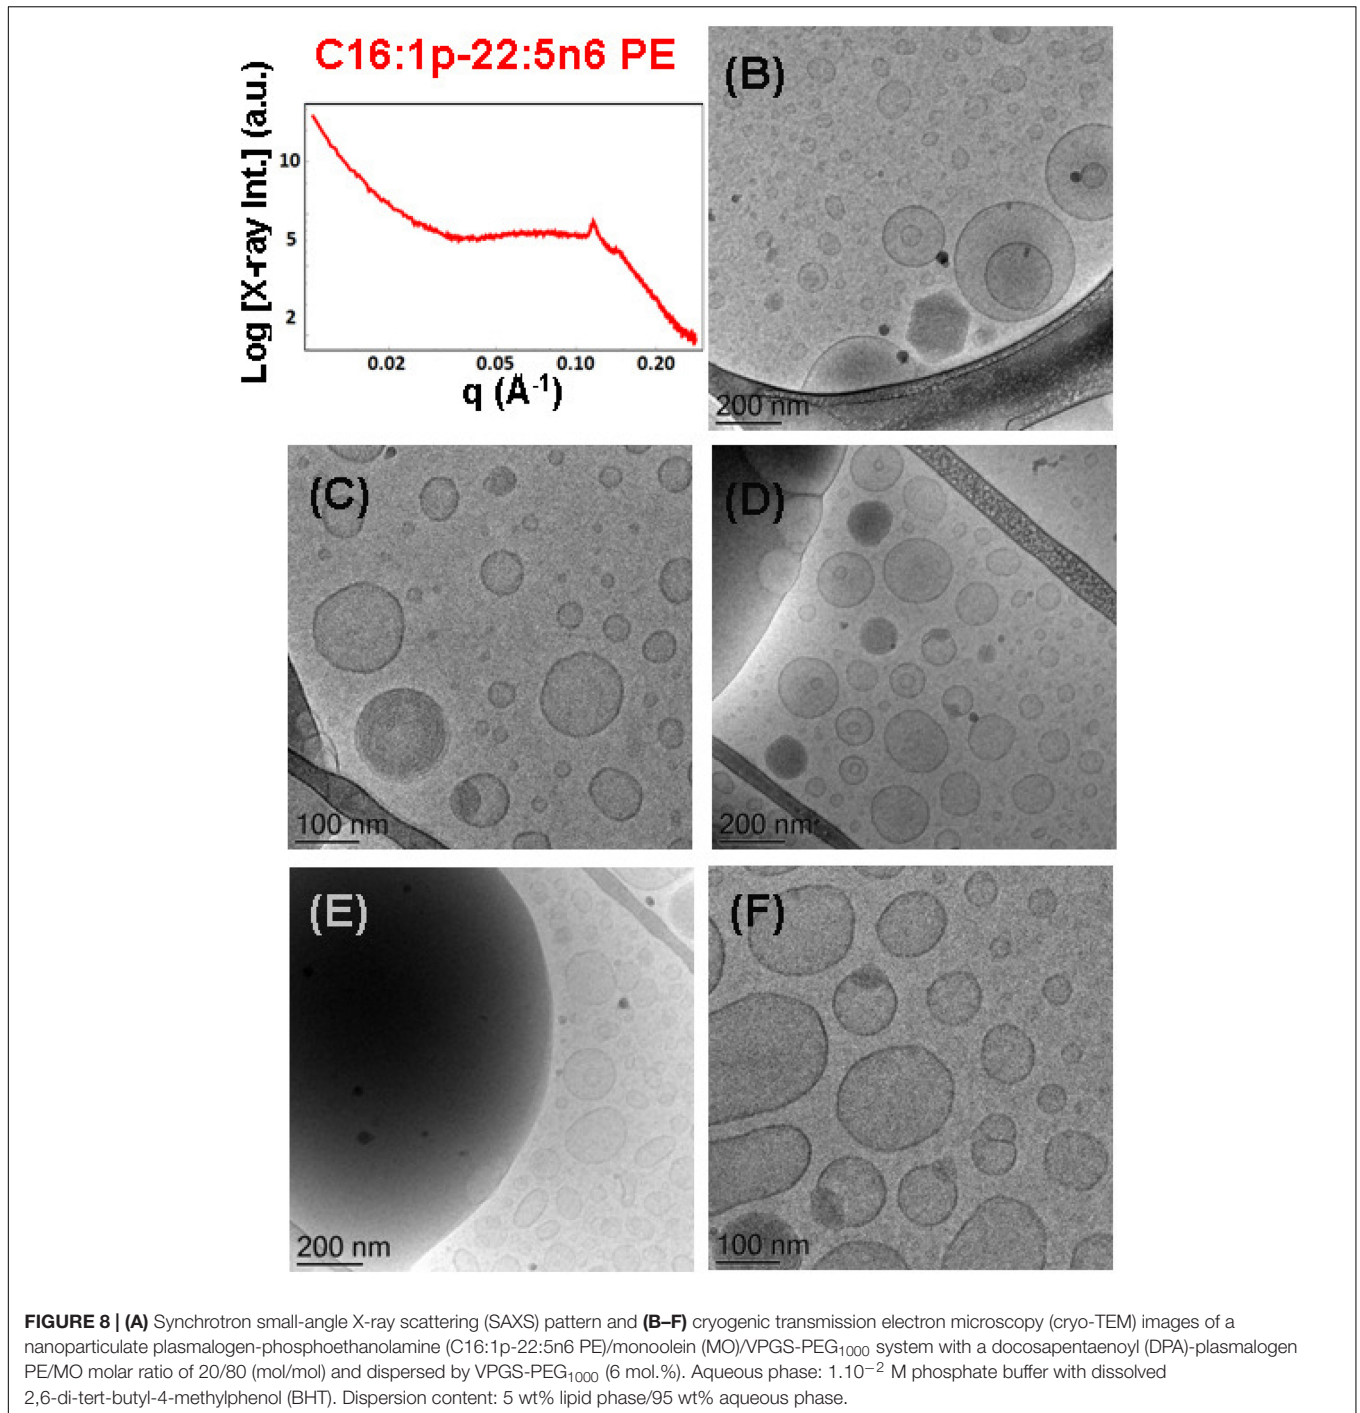 C16:1p-22:5n6 PE
Log [X-ray Int.] (a.u.)
10
5
2
0.02 0.05 0.10 0.20
q (Å-1)
(B)
200 nm
(C)
100 nm
(D)
200 nm
(E)
200 nm
(F)
100 nm
FIGURE 8 | (A) Synchrotron small-angle X-ray scattering (SAXS) pattern and (B–F) cryogenic transmission electron microscopy (cryo-TEM) images of a
nanoparticulate plasmalogen-phosphoethanolamine (C16:1p-22:5n6 PE)/monoolein (MO)/VPGS-PEG1000 system with a docosapentaenoyl (DPA)-plasmalogen
PE/MO molar ratio of 20/80 (mol/mol) and dispersed by VPGS-PEG1000 (6 mol.%). Aqueous phase: 1.10−2 M phosphate buffer with dissolved
2,6-di-tert-butyl-4-methylphenol (BHT). Dispersion content: 5 wt% lipid phase/95 wt% aqueous phase.